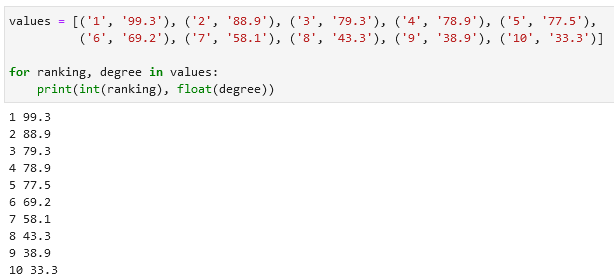 values = [('1', '99.3'), ('2', '88.9'), ('3', '79.3'), ('4', '78.9'), ('5', '77.5'),
          ('6', '69.2'), ('7', '58.1'), ('8', '43.3'), ('9', '38.9'), ('10', '33.3')]
for ranking, degree in values:
    print(int(ranking), float(degree))
1 99.3
2 88.9
3 79.3
4 78.9
5 77.5
6 69.2
7 58.1
8 43.3
9 38.9
10 33.3